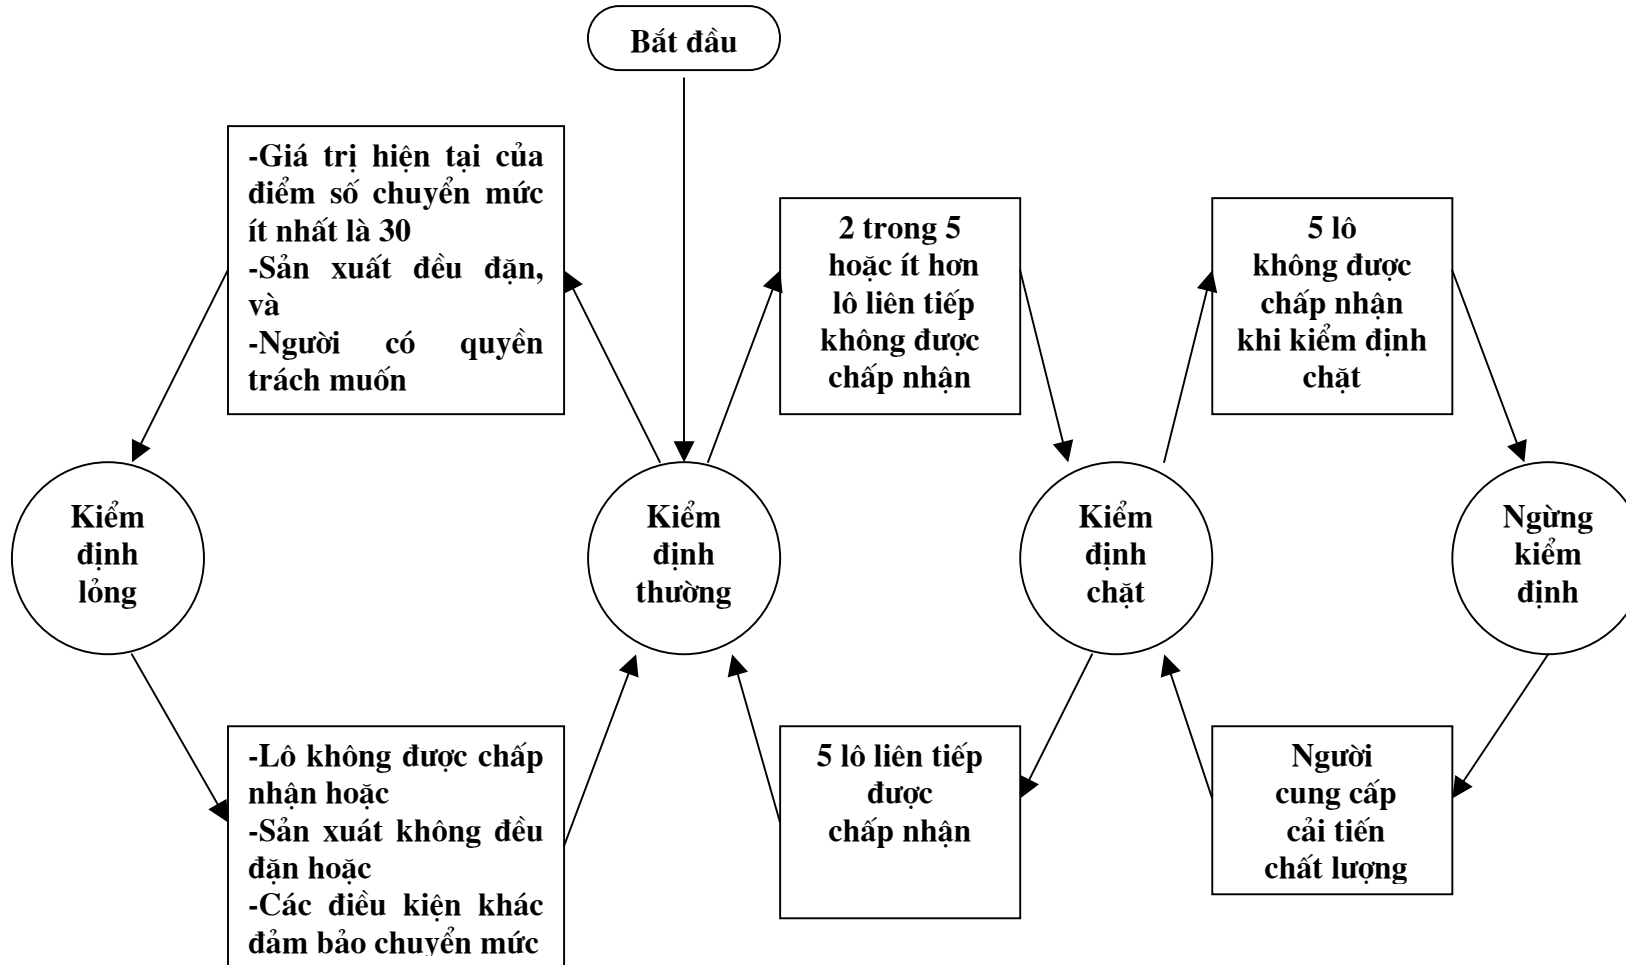 Bắt đầu
-Giá trị hiện tại của
điểm số chuyển mức
ít nhất là 30
-Sản xuất đều đặn,
và
-Người có quyền
trách muốn
2 trong 5
hoặc ít hơn
lô liên tiếp
không được
chấp nhận
5 lô
không được
chấp nhận
khi kiểm định
chặt
Kiểm
định
lỏng
Kiểm
định
thường
Kiểm
định
chặt
Ngừng
kiểm
định
-Lô không được chấp
nhận hoặc
-Sản xuát không đều
đặn hoặc
-Các điều kiện khác
đảm bảo chuyển mức
5 lô liên tiếp
được
chấp nhận
Người
cung cấp
cải tiến
chất lượng